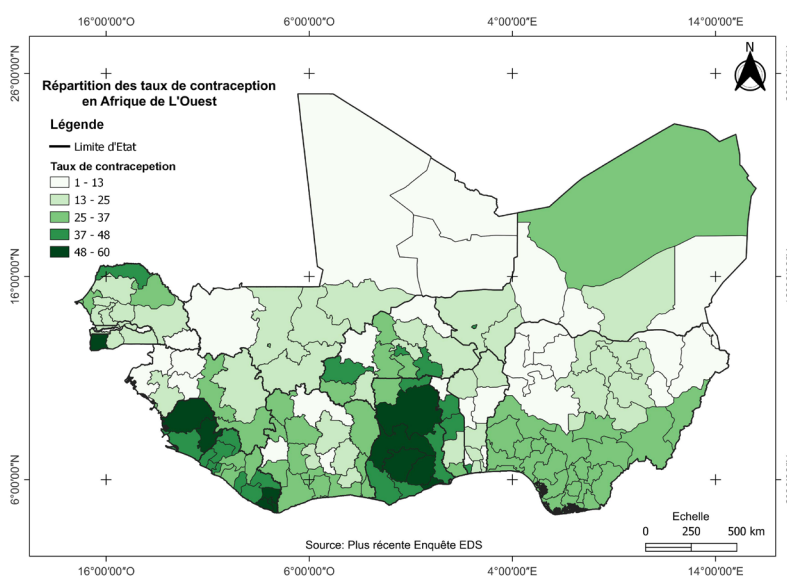 16°00'00"O 6°00'00"O 4°00'00"E 14°00'00"E
26°00'00"N
N
Répartition des taux de contraception
en Afrique de L'Ouest
Légende
Limite d'Etat
Taux de contracepetion
1 - 13
13 - 25
25 - 37
37 - 48
48 - 60
16°00'00"N
6°00'00"N
Echelle
0 250 500 km
Source: Plus récente Enquête EDS
16°00'00"O 6°00'00"O 4°00'00"E 14°00'00"E